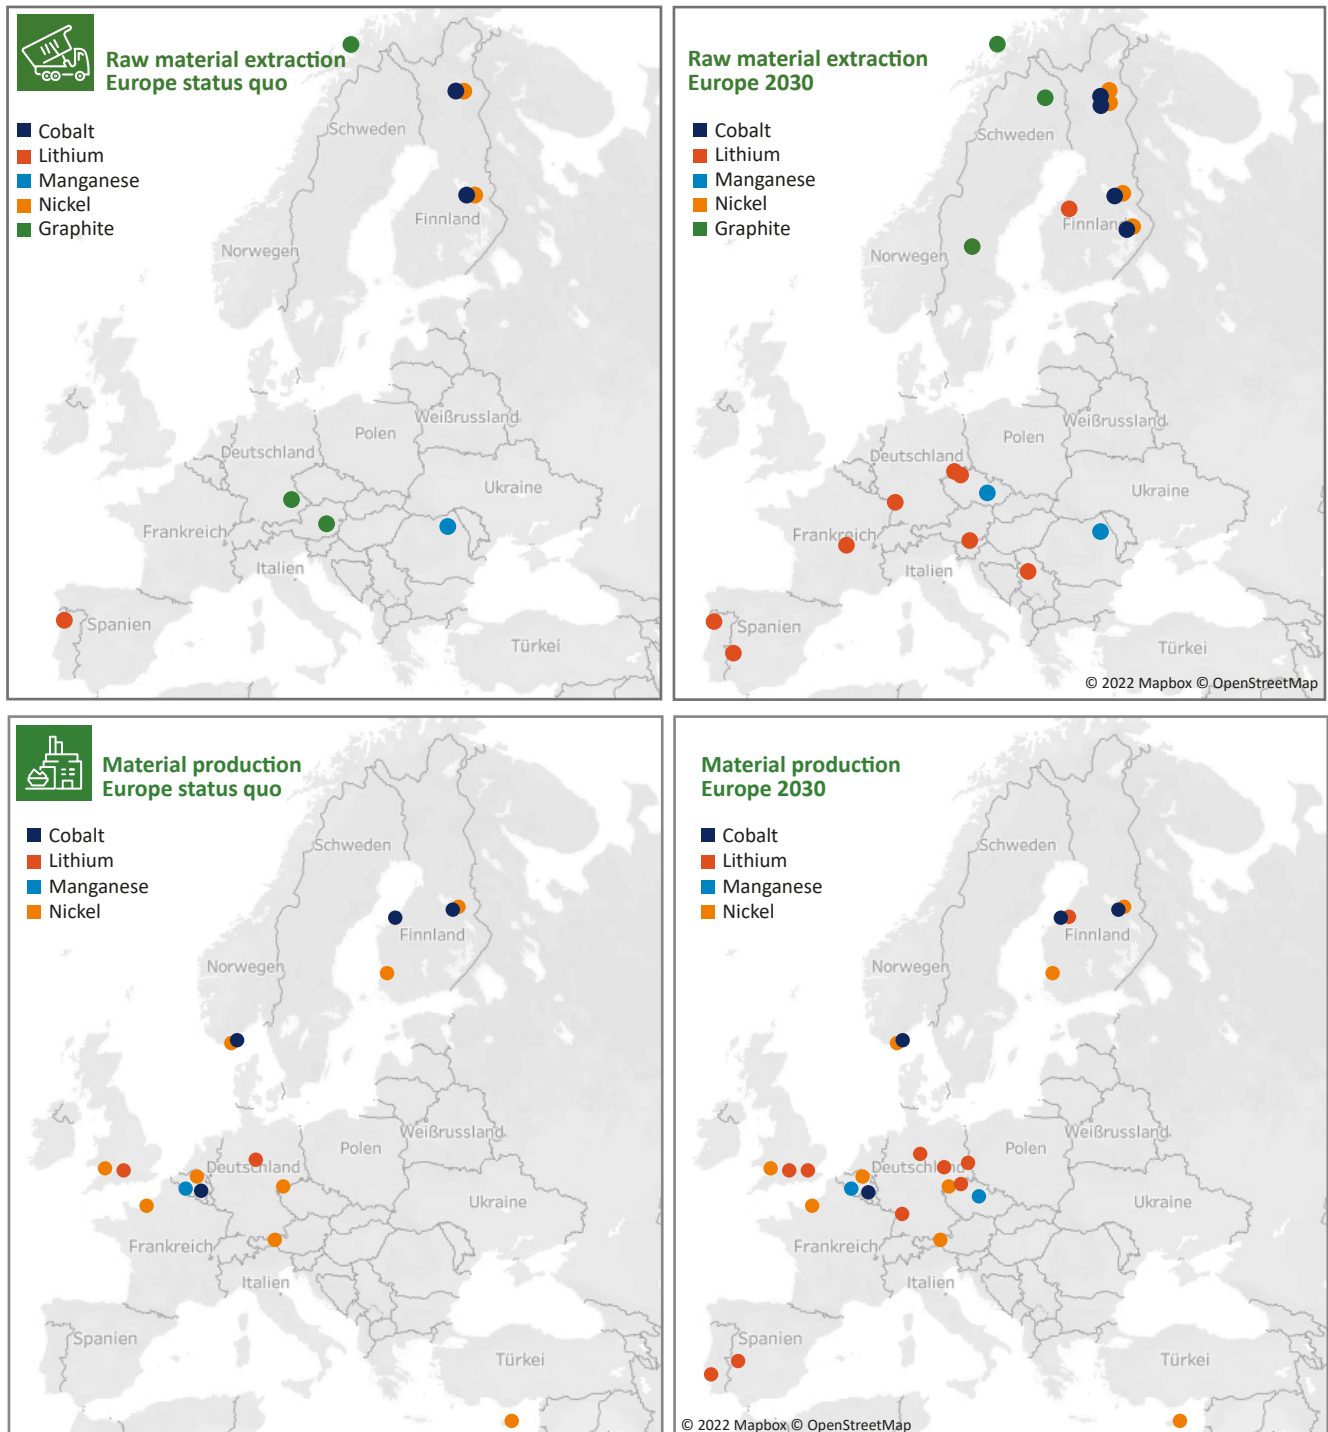 Raw material extraction
Europe status quo
Cobalt
Lithium
Manganese
Nickel
Graphite
Schweden
Finnland
Norwegen
Weißrussland
Polen
Deutschland
Ukraine
Frankreich
Italien
Spanien
Türkei
Raw material extraction
Europe 2030
Cobalt
Lithium
Manganese
Nickel
Graphite
Schweden
Finnland
Norwegen
Weißrussland
Polen
Deutschland
Ukraine
Frankreich
Italien
Spanien
Türkei
© 2022 Mapbox © OpenStreetMap
Material production
Europe status quo
Cobalt
Lithium
Manganese
Nickel
Schweden
Finnland
Norwegen
Weißrussland
Polen
Deutschland
Ukraine
Frankreich
Italien
Spanien
Türkei
Material production
Europe 2030
Cobalt
Lithium
Manganese
Nickel
Schweden
Finnland
Norwegen
Weißrussland
Polen
Deutschland
Ukraine
Frankreich
Italien
Spanien
Türkei
© 2022 Mapbox © OpenStreetMap